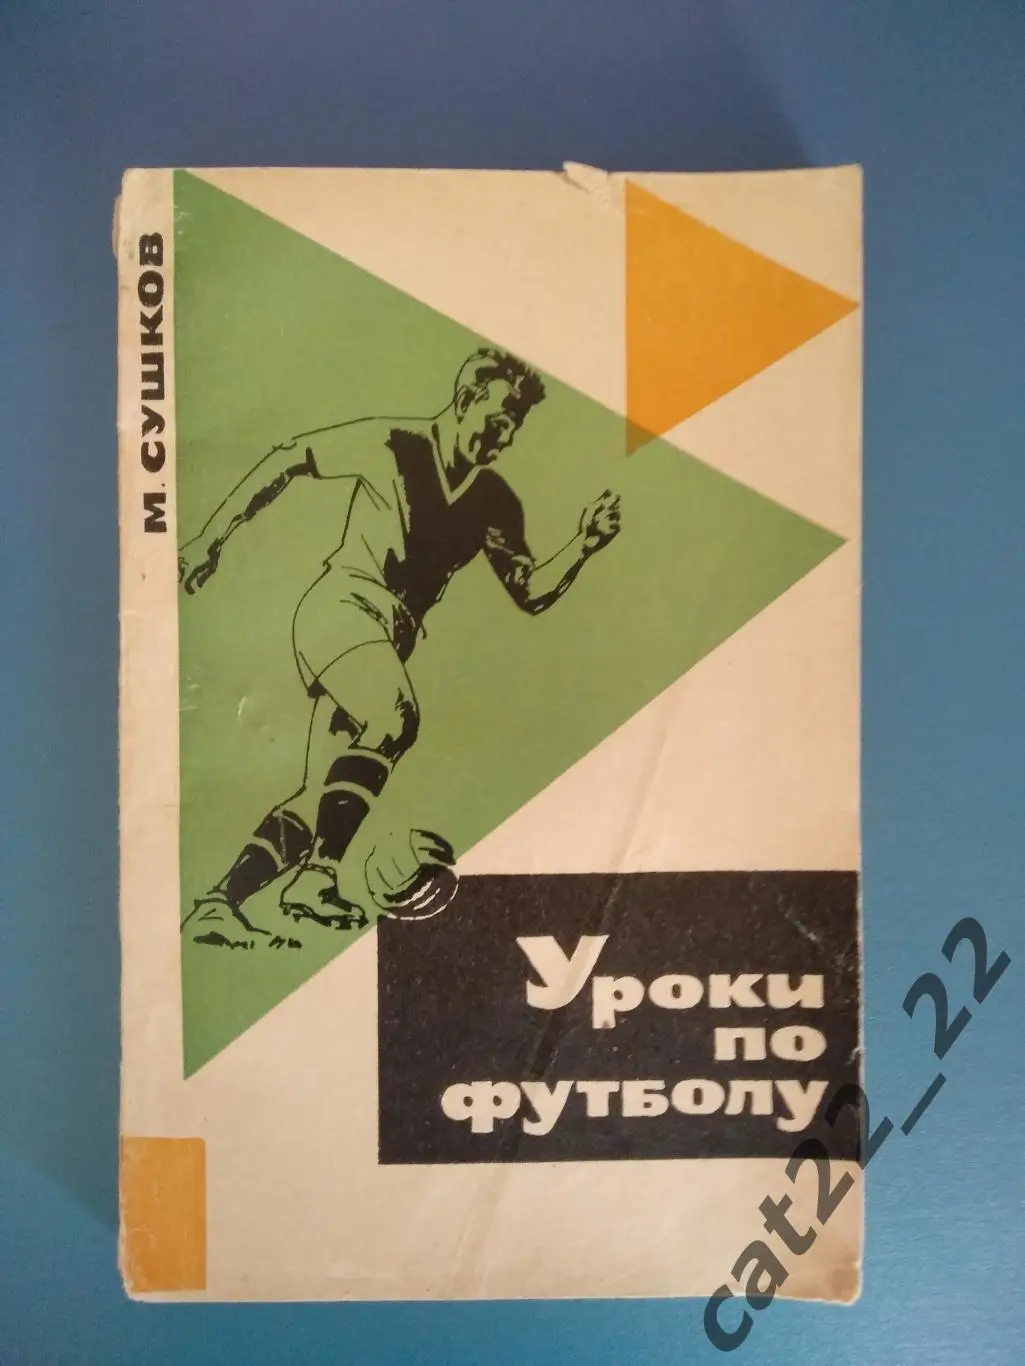 М. СУШКОВ
Уроки
по
футболу
cat22_22